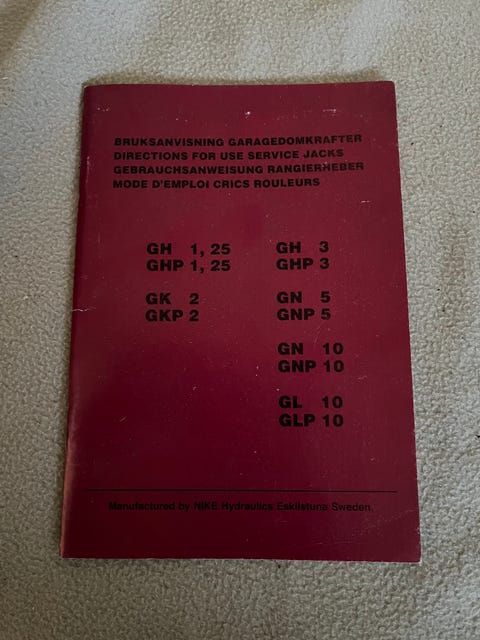 BRUKSANVISNING GARAGEDOMKRAFTER
DIRECTIONS FOR USE SERVICE JACKS
GEBRAUCHSANWEISUNG RANGIERHEBER
MODE D'EMPLOI CRICS ROULEURS
GH 1, 25
GHP 1, 25
GK 2
GKP 2
GH 3
GHP 3
GN 5
GNP 5
GN 10
GNP 10
GL 10
GLP 10
Manufactured by NIKE Hydraulics Eskilstuna Sweden.